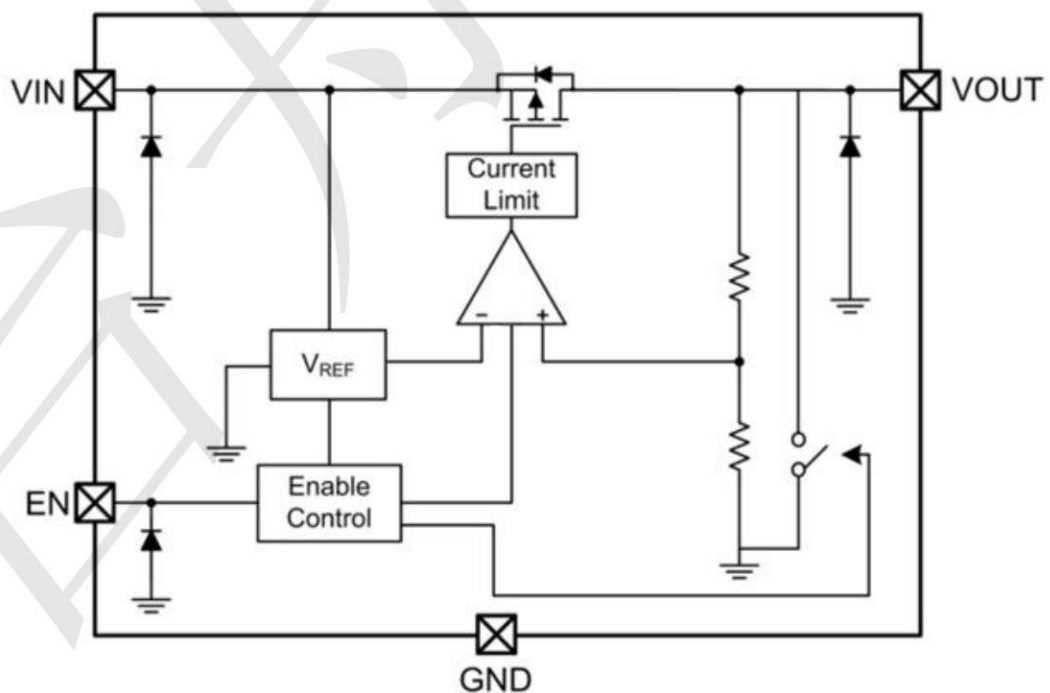 VIN
VOUT
Current
Limit
-
+
VREF
EN
Enable
Control
GND